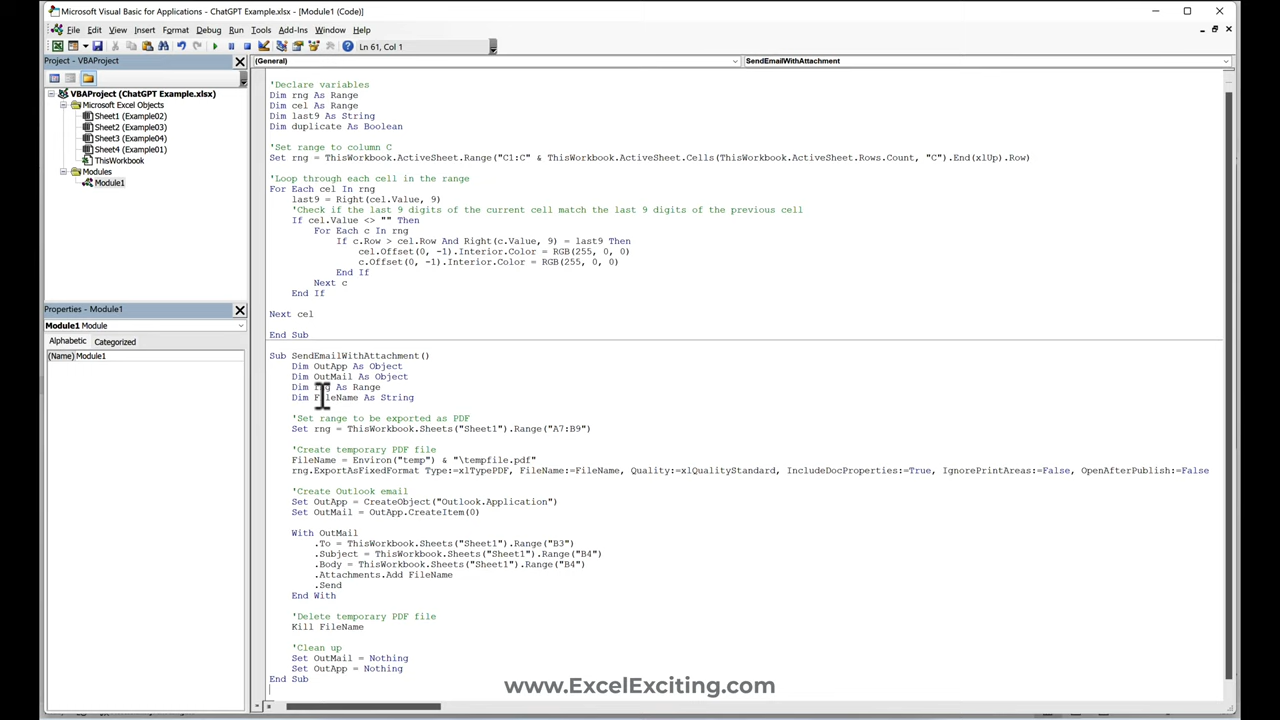 Microsoft Visual Basic for Applications - ChatGPT Example.xlsx - [Module1 (Code)]
File Edit View Insert Format Debug Run Tools Add-Ins Window Help
Ln 61, Col 1
Project - VBAProject
(General)
SendEmailWithAttachment
VBAProject (ChatGPT Example.xlsx)
Microsoft Excel Objects
Sheet1 (Example02)
Sheet2 (Example03)
Sheet3 (Example04)
Sheet4 (Example01)
ThisWorkbook
Modules
Module1
Properties - Module1
Module1 Module
Alphabetic Categorized
(Name) Module1
'Declare variables
Dim rng As Range
Dim cel As Range
Dim last9 As String
Dim duplicate As Boolean
'Set range to column C
Set rng = ThisWorkbook.ActiveSheet.Range("C1:C" & ThisWorkbook.ActiveSheet.Cells(ThisWorkbook.ActiveSheet.Rows.Count, "C").End(xlUp).Row)
'Loop through each cell in the range
For Each cel In rng
last9 = Right(cel.Value, 9)
'Check if the last 9 digits of the current cell match the last 9 digits of the previous cell
If cel.Value <> "" Then
For Each c In rng
If c.Row > cel.Row And Right(c.Value, 9) = last9 Then
cel.Offset(0, -1).Interior.Color = RGB(255, 0, 0)
c.Offset(0, -1).Interior.Color = RGB(255, 0, 0)
End If
Next c
End If
Next cel
End Sub
Sub SendEmailWithAttachment()
Dim OutApp As Object
Dim OutMail As Object
Dim rng As Range
Dim FileName As String
'Set range to be exported as PDF
Set rng = ThisWorkbook.Sheets("Sheet1").Range("A7:B9")
'Create temporary PDF file
FileName = Environ("temp") & "\tempfile.pdf"
rng.ExportAsFixedFormat Type:=xlTypePDF, FileName:=FileName, Quality:=xlQualityStandard, IncludeDocProperties:=True, IgnorePrintAreas:=False, OpenAfterPublish:=False
'Create Outlook email
Set OutApp = CreateObject("Outlook.Application")
Set OutMail = OutApp.CreateItem(0)
With OutMail
.To = ThisWorkbook.Sheets("Sheet1").Range("B3")
.Subject = ThisWorkbook.Sheets("Sheet1").Range("B4")
.Body = ThisWorkbook.Sheets("Sheet1").Range("B4")
.Attachments.Add FileName
.Send
End With
'Delete temporary PDF file
Kill FileName
'Clean up
Set OutMail = Nothing
Set OutApp = Nothing
End Sub
www.ExcelExciting.com